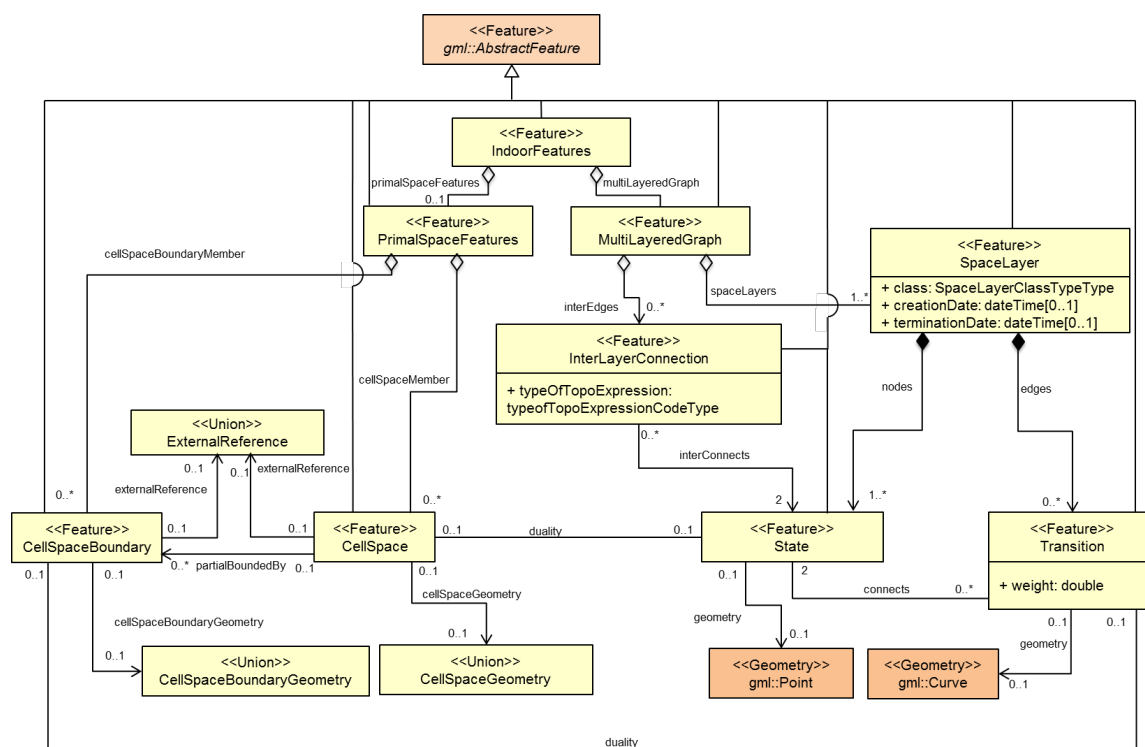 <<Feature>>
gml::AbstractFeature
<<Feature>>
IndoorFeatures
primalSpaceFeatures
multiLayeredGraph
0..1
<<Feature>>
PrimalSpaceFeatures
<<Feature>>
MultiLayeredGraph
<<Feature>>
SpaceLayer
+ class: SpaceLayerClassTypeType
+ creationDate: dateTime[0..1]
+ terminationDate: dateTime[0..1]
cellSpaceBoundaryMember
spaceLayers
1..*
interEdges
0..*
<<Feature>>
InterLayerConnection
+ typeOfTopoExpression:
typeofTopoExpressionCodeType
cellSpaceMember
nodes
edges
<<Union>>
ExternalReference
0..*
interConnects
0..1
0..1
externalReference
externalReference
0..*
0..*
2
1..*
0..*
<<Feature>>
CellSpaceBoundary
0..1
0..1
<<Feature>>
CellSpace
0..1
duality
0..1
<<Feature>>
State
<<Feature>>
Transition
+ weight: double
0..1
0..1
0..*
partialBoundedBy
0..1
0..1
0..1
2
connects
0..*
cellSpaceGeometry
cellSpaceBoundaryGeometry
geometry
0..1
0..1
geometry
0..1
0..1
0..1
<<Union>>
CellSpaceBoundaryGeometry
<<Union>>
CellSpaceGeometry
<<Geometry>>
gml::Point
<<Geometry>>
gml::Curve
0..1
duality